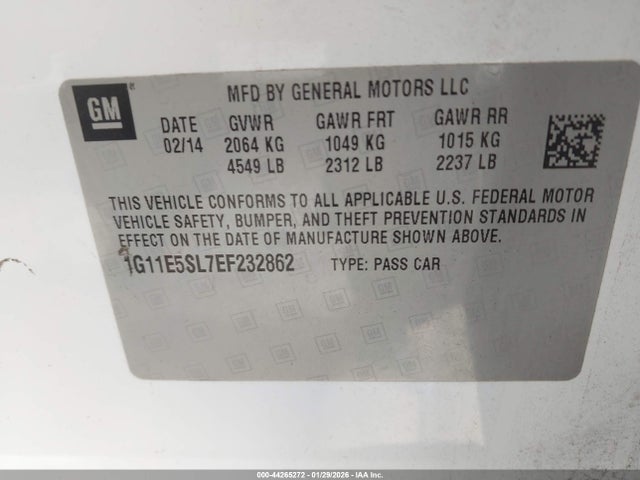 GM
MFD BY GENERAL MOTORS LLC
DATE GVWR GAWR FRT GAWR RR
02/14 2064 KG 1049 KG 1015 KG
4549 LB 2312 LB 2237 LB
THIS VEHICLE CONFORMS TO ALL APPLICABLE U.S. FEDERAL MOTOR
VEHICLE SAFETY, BUMPER, AND THEFT PREVENTION STANDARDS IN
EFFECT ON THE DATE OF MANUFACTURE SHOWN ABOVE.
1G11E5SL7EF232862 TYPE: PASS CAR
000-44265272 - 01/29/2026 - IAAC.com